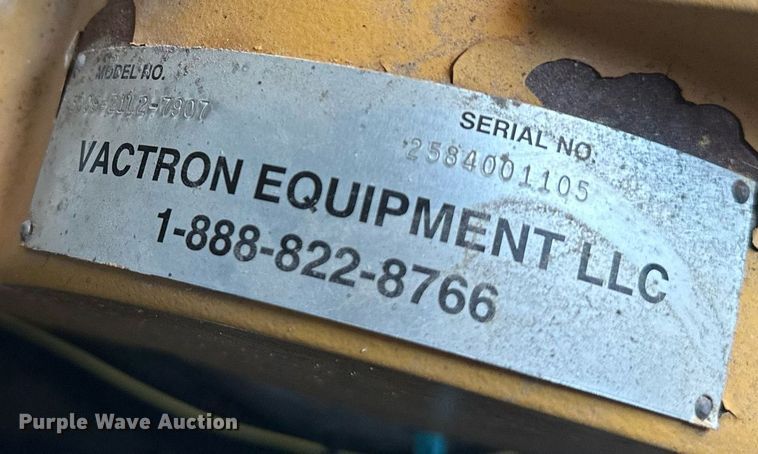 MODEL NO.
SERIAL NO.
2584001105
VACTRON EQUIPMENT LLC
1-888-822-8766
Purple Wave Auction